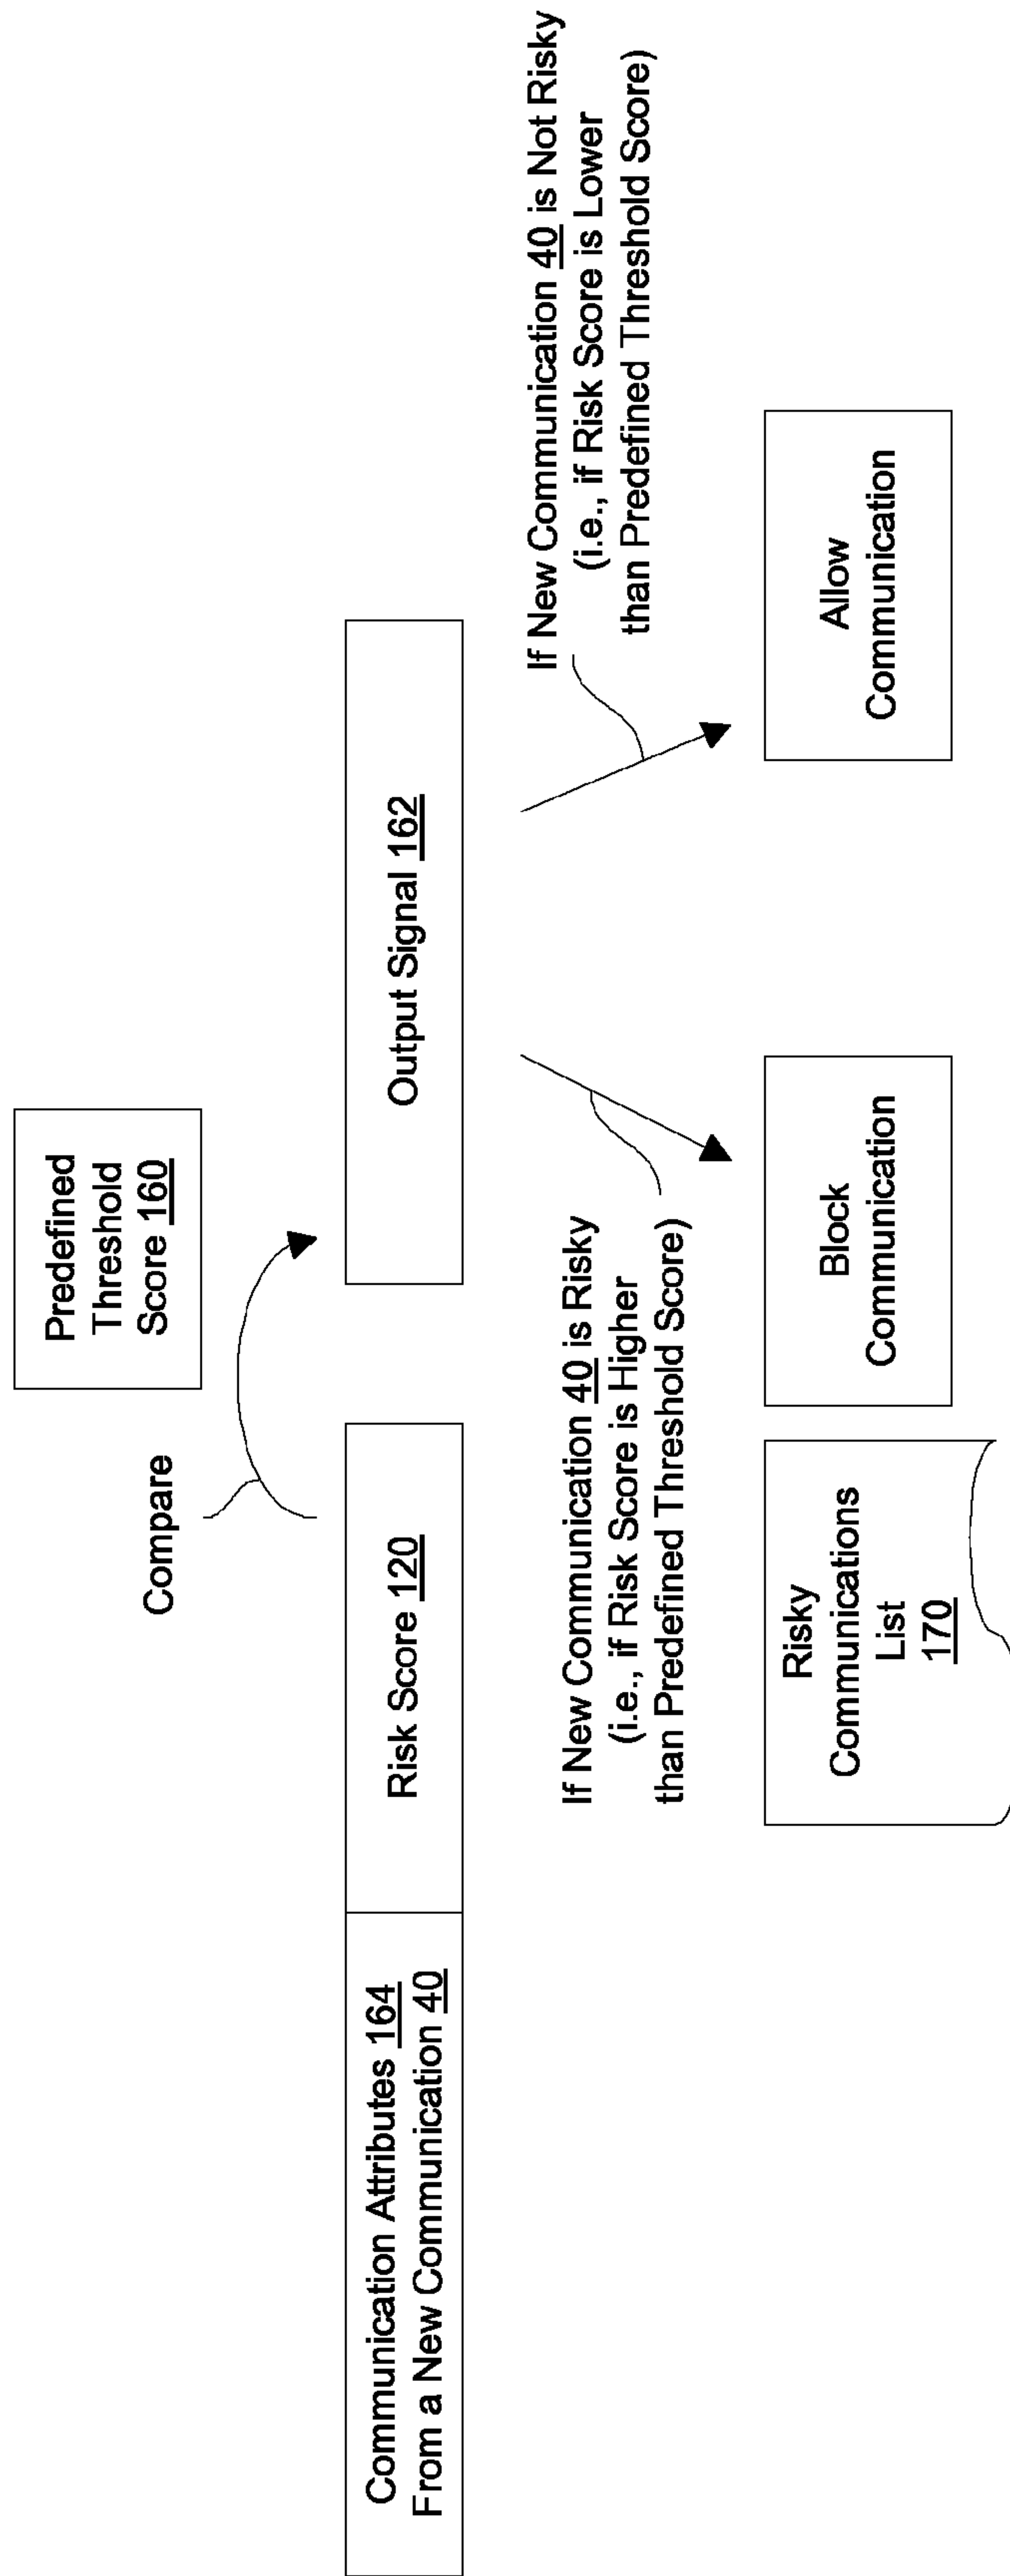 Predefined
Threshold
Score 160
Compare
Communication Attributes 164
From a New Communication 40
Risk Score 120
Output Signal 162
If New Communication 40 is Risky
(i.e., if Risk Score is Higher
than Predefined Threshold Score)
If New Communication 40 is Not Risky
(i.e., if Risk Score is Lower
than Predefined Threshold Score)
Risky
Communications
List
170
Block
Communication
Allow
Communication